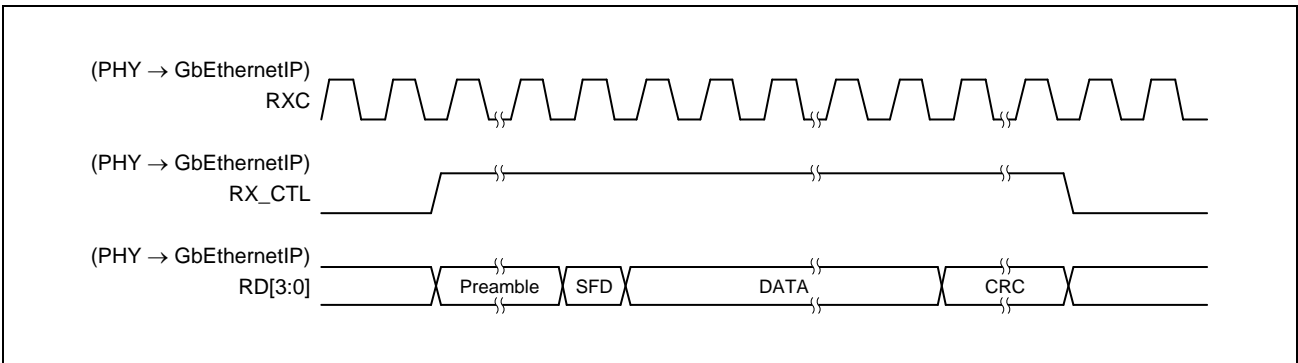 (PHY → GbEthernetIP)
RXC
(PHY → GbEthernetIP)
RX_CTL
(PHY → GbEthernetIP)
RD[3:0]
Preamble SFD DATA CRC